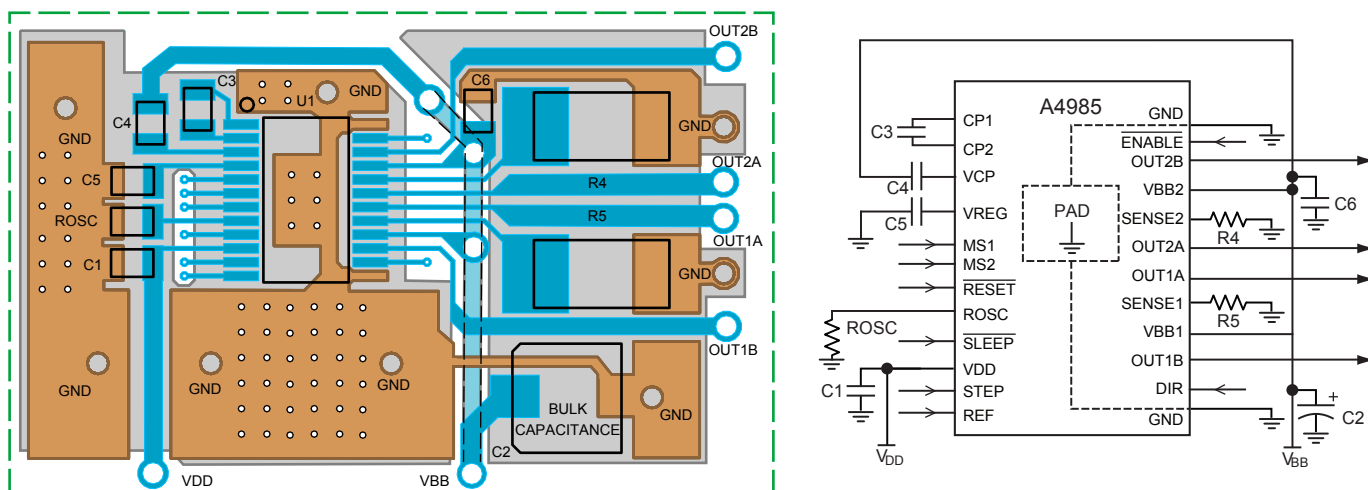 OUT2B
C3
C6
U1
GND
GND
C4
GND
GND
C5
OUT2A
R4
ROSC
R5
OUT1A
C1
GND
OUT1B
GND
GND
GND
GND
BULK
CAPACITANCE
C2
VDD
VBB
A4985
GND
CP1
ENABLE
C3
CP2
OUT2B
VCP
VBB2
C4
C6
C5
VREG
PAD
SENSE2
R4
MS1
OUT2A
MS2
OUT1A
RESET
ROSC
SENSE1
R5
ROSC
VBB1
SLEEP
OUT1B
VDD
C1
STEP
DIR
+
REF
GND
C2
VDD
VBB